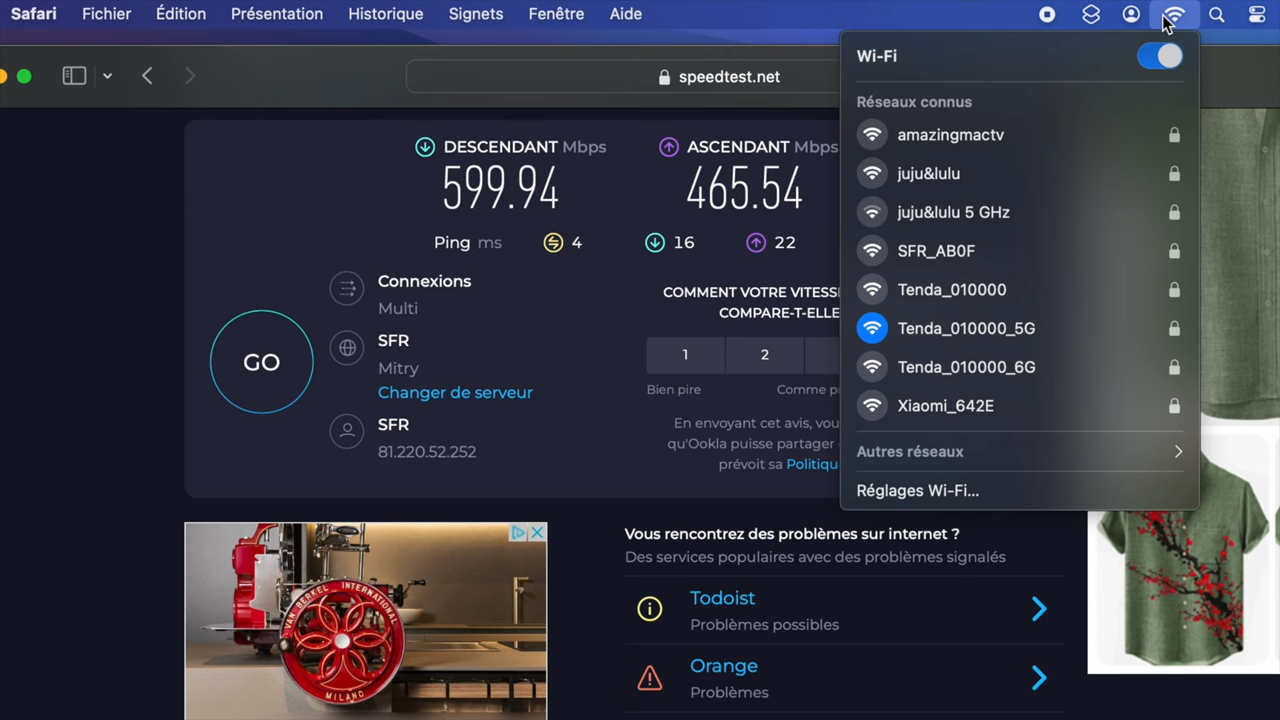 Safari Fichier Édition Présentation Historique Signets Fenêtre Aide
speedtest.net
DESCENDANT Mbps
599.94
ASCENDANT Mbps
465.54
Ping ms 4 16 22
Connexions
Multi
SFR
Mitry
Changer de serveur
SFR
81.220.52.252
GO
COMMENT VOTRE VITESSE
COMPARE-T-ELLE
1 2
Bien pire Comme pr
En envoyant cet avis, vou
qu'Ookla puisse partager
prévoit sa Politiqu
Wi-Fi
Réseaux connus
amazingmactv
juju&lulu
juju&lulu 5 GHz
SFR_AB0F
Tenda_010000
Tenda_010000_5G
Tenda_010000_6G
Xiaomi_642E
Autres réseaux
Réglages Wi-Fi...
VAN BERKEL INTERNATIONAL
MILANO
Vous rencontrez des problèmes sur internet ?
Des services populaires avec des problèmes signalés
Todoist
Problèmes possibles
Orange
Problèmes